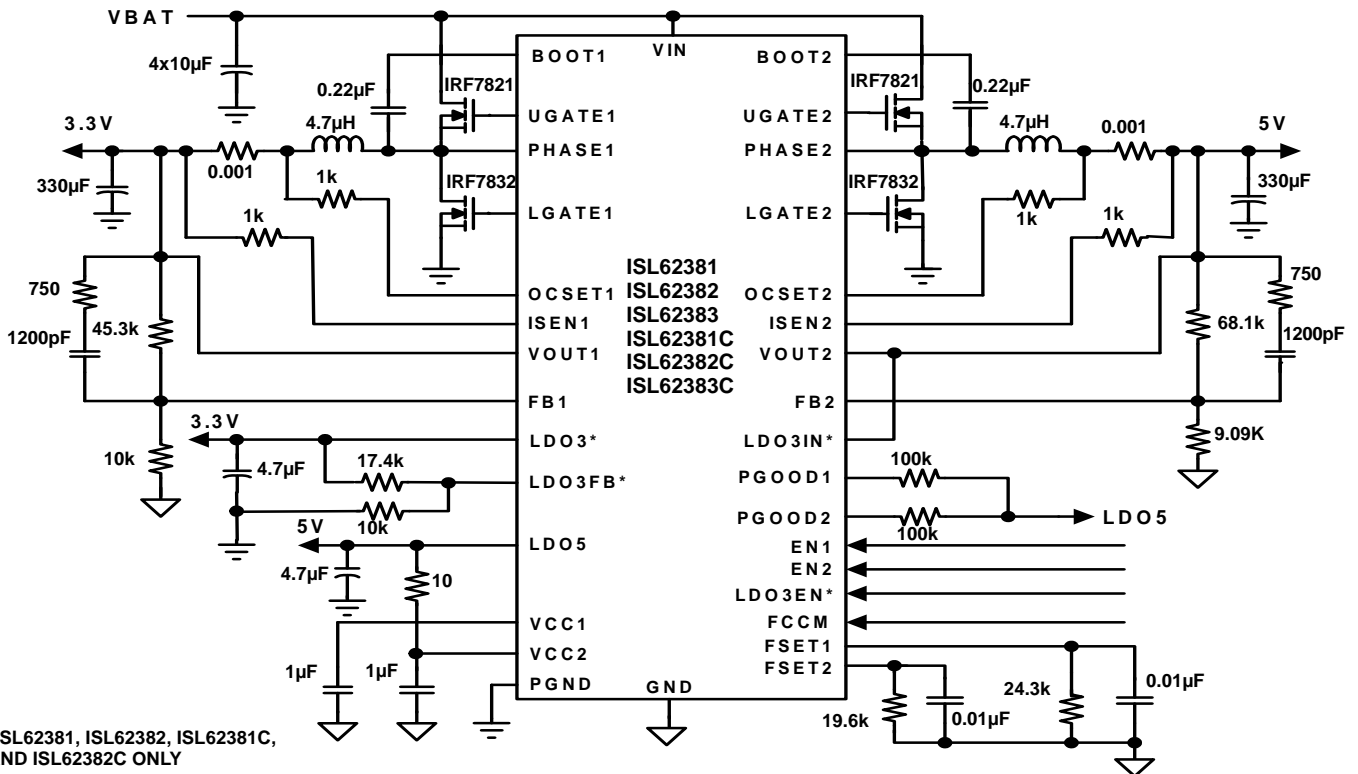 VBAT
VIN
4x10µF
BOOT1
BOOT2
0.22µF
IRF7821
IRF7821
0.22µF
UGATE1
UGATE2
3.3V
4.7µH
4.7µH
0.001
5V
PHASE1
PHASE2
0.001
330µF
1k
IRF7832
IRF7832
1k
330µF
1k
LGATE1
LGATE2
1k
ISL62381
ISL62382
ISL62383
ISL62381C
ISL62382C
ISL62383C
750
OCSET1
OCSET2
750
1200pF
45.3k
ISEN1
ISEN2
68.1k
1200pF
VOUT1
VOUT2
FB1
FB2
3.3V
LDO3*
LDO3IN*
9.09K
10k
4.7µF
17.4k
LDO3FB*
PGOOD1
100k
10k
PGOOD2
100k
LDO5
5V
LDO5
EN1
4.7µF
10
EN2
LDO3EN*
VCC1
FCCM
VCC2
FSET1
1µF
1µF
FSET2
PGND
GND
19.6k
0.01µF
24.3k
0.01µF
SL62381, ISL62382, ISL62381C,
ND ISL62382C ONLY